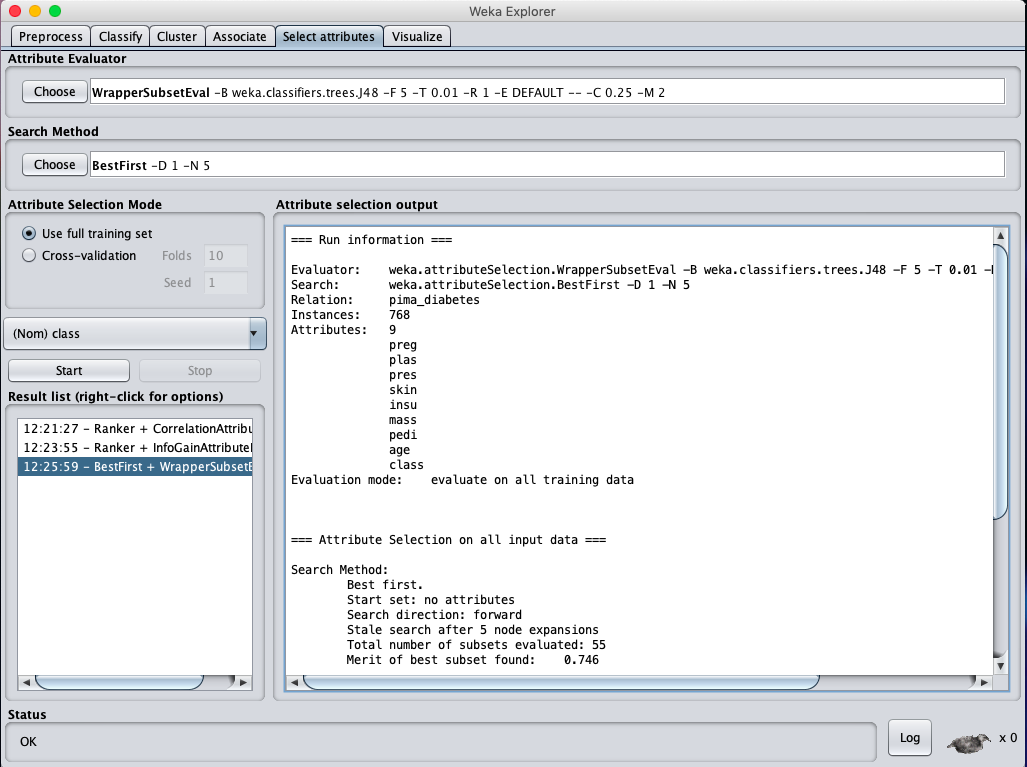 Weka Explorer
Preprocess Classify Cluster Associate Select attributes Visualize
Attribute Evaluator
Choose WrapperSubsetEval -B weka.classifiers.trees.J48 -F 5 -T 0.01 -R 1 -E DEFAULT -- -C 0.25 -M 2
Search Method
Choose BestFirst -D 1 -N 5
Attribute Selection Mode
Use full training set
Cross-validation Folds 10
Seed 1
(Nom) class
Start Stop
Result list (right-click for options)
12:21:27 - Ranker + CorrelationAttribu
12:23:55 - Ranker + InfoGainAttribute
12:25:59 - BestFirst + WrapperSubsetE
Attribute selection output
=== Run information ===
Evaluator: weka.attributeSelection.WrapperSubsetEval -B weka.classifiers.trees.J48 -F 5 -T 0.01 -
Search: weka.attributeSelection.BestFirst -D 1 -N 5
Relation: pima_diabetes
Instances: 768
Attributes: 9
preg
plas
pres
skin
insu
mass
pedi
age
class
Evaluation mode: evaluate on all training data
=== Attribute Selection on all input data ===
Search Method:
Best first.
Start set: no attributes
Search direction: forward
Stale search after 5 node expansions
Total number of subsets evaluated: 55
Merit of best subset found: 0.746
Status
OK
Log
x 0